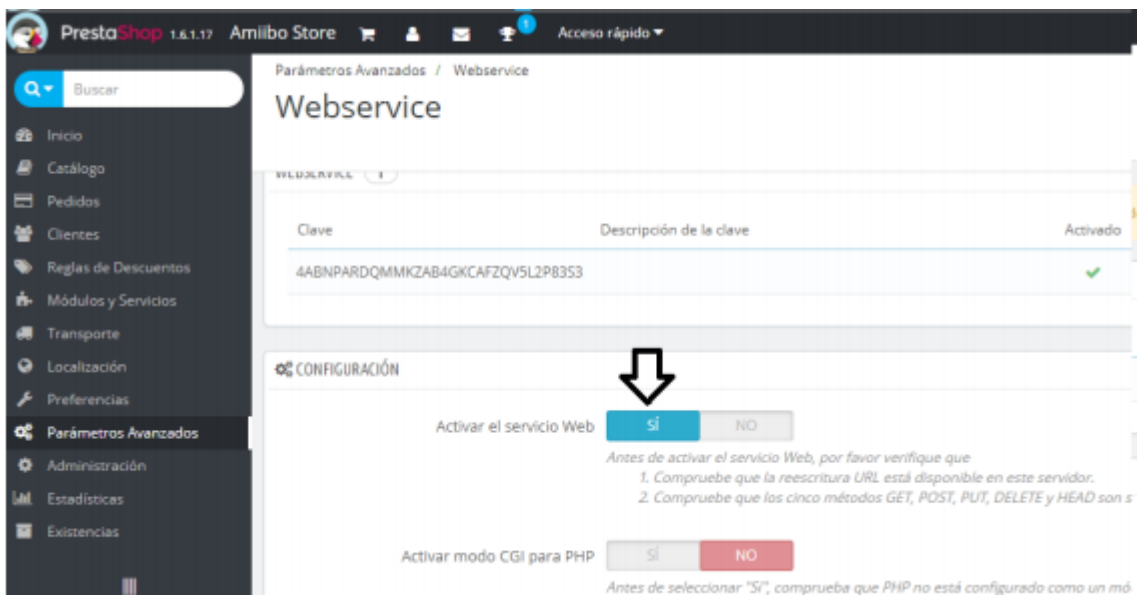 PrestaShop 1.6.1.17 Amiibo Store 1 Acceso rápido
Buscar
Inicio
Catálogo
Pedidos
Clientes
Reglas de Descuentos
Módulos y Servicios
Transporte
Localización
Preferencias
Parámetros Avanzados
Administración
Estadísticas
Existencias
Parámetros Avanzados / Webservice
Webservice
WEBSERVICE 1
Clave Descripción de la clave Activado
4ABNPARDQMMKZAB4GKCAFZQV5L2P83S3
CONFIGURACIÓN
Activar el servicio Web SÍ NO
Antes de activar el servicio Web, por favor verifique que
1. Compruebe que la reescritura URL está disponible en este servidor.
2. Compruebe que los cinco métodos GET, POST, PUT, DELETE y HEAD son s
Activar modo CGI para PHP SÍ NO
Antes de seleccionar "Sí", comprueba que PHP no está configurado como un mó